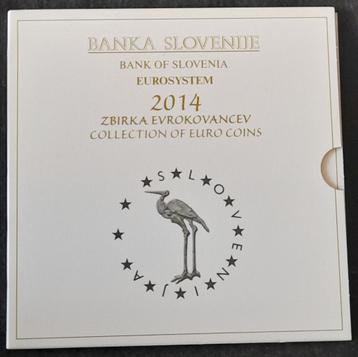 BANKA SLOVENIJE
BANK OF SLOVENIA
EUROSYSTEM
2014
ZBIRKA EVROKOVANCEV
COLLECTION OF EURO COINS
SLOVENIJA